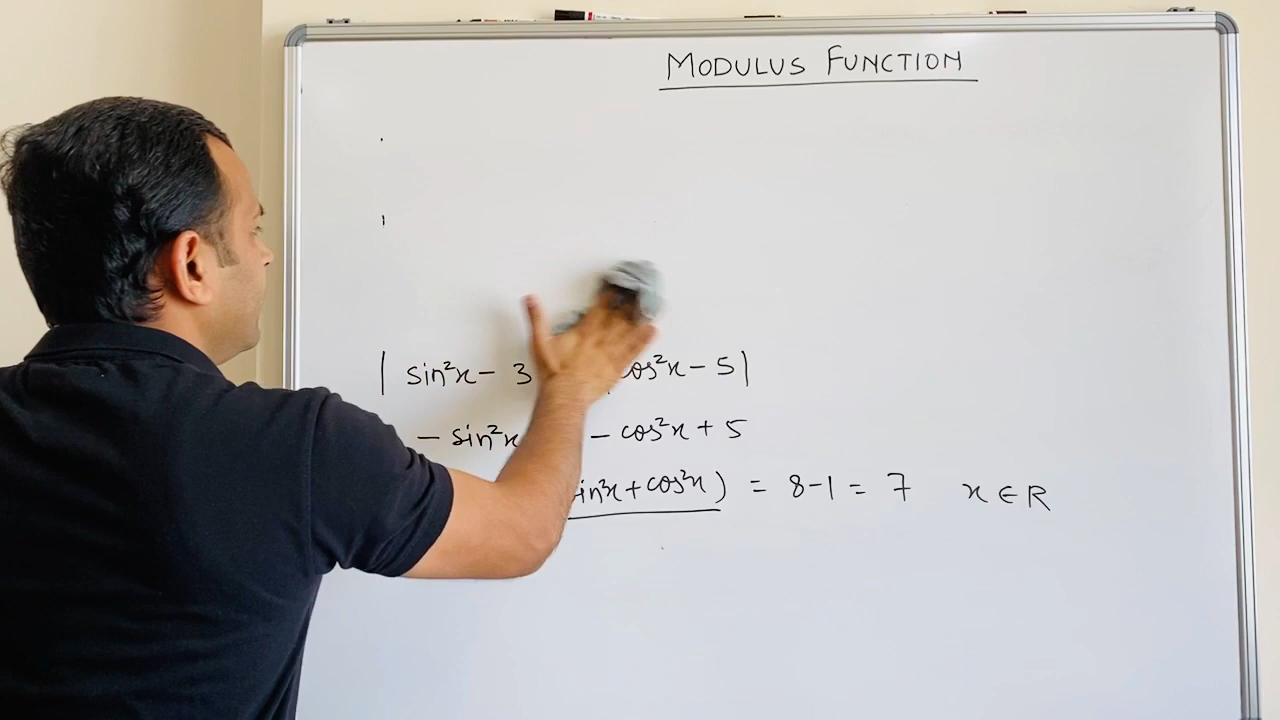 MODULUS FUNCTION
| sin²x - 3 cos²x - 5 |
- sin²x - cos²x + 5
in²x + cos²x ) = 8 - 1 = 7 x ∈ R